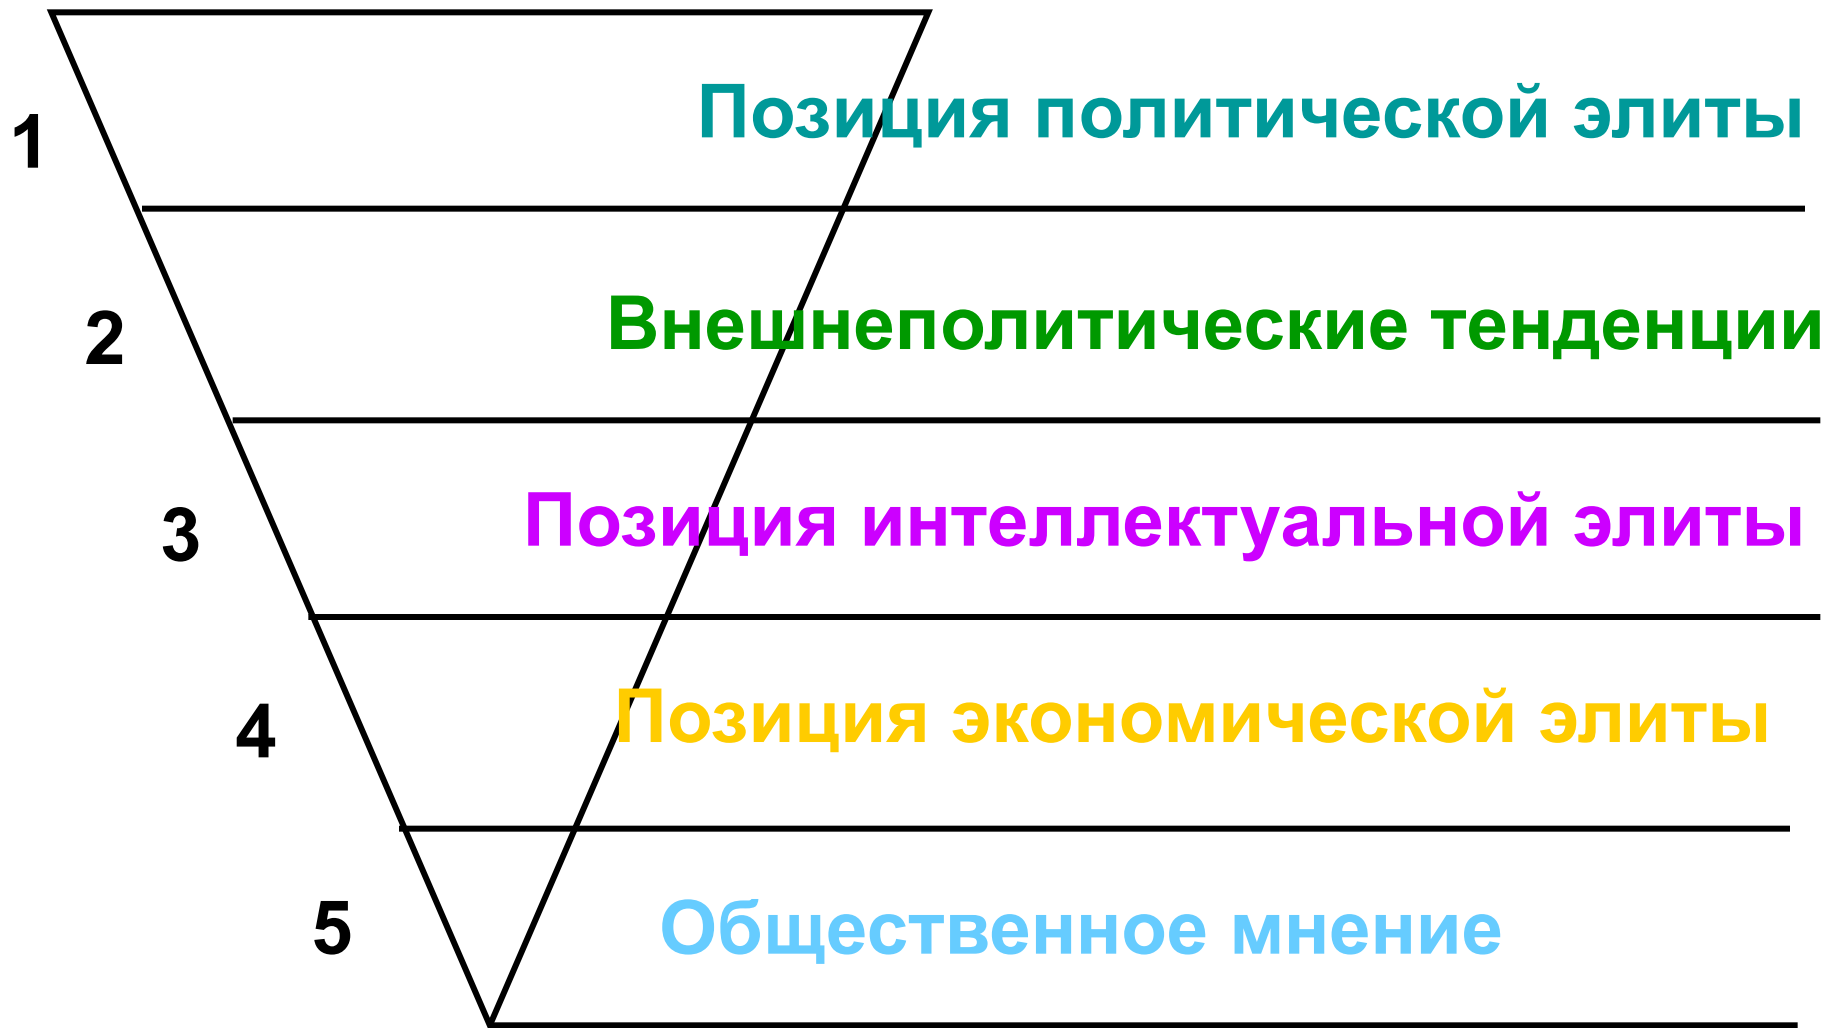 1 Позиция политической элиты
2 Внешнеполитические тенденции
3 Позиция интеллектуальной элиты
4 Позиция экономической элиты
5 Общественное мнение